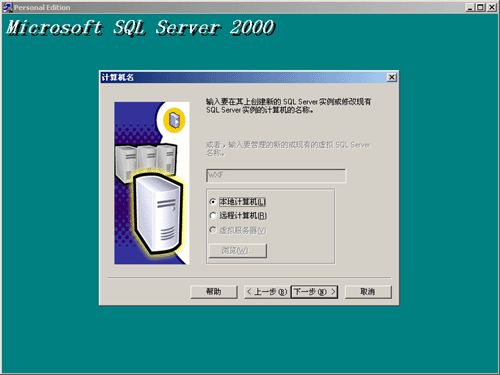 Personal Edition
Microsoft SQL Server 2000
计算机名
输入要在其上创建新的 SQL Server 实例或修改现有
SQL Server 实例的计算机的名称。
或者，输入要管理的新的或现有的虚拟 SQL Server
名称。
WXF
本地计算机(L)
远程计算机(R)
虚拟服务器(V)
浏览(W)...
帮助
< 上一步(B)
下一步(N) >
取消